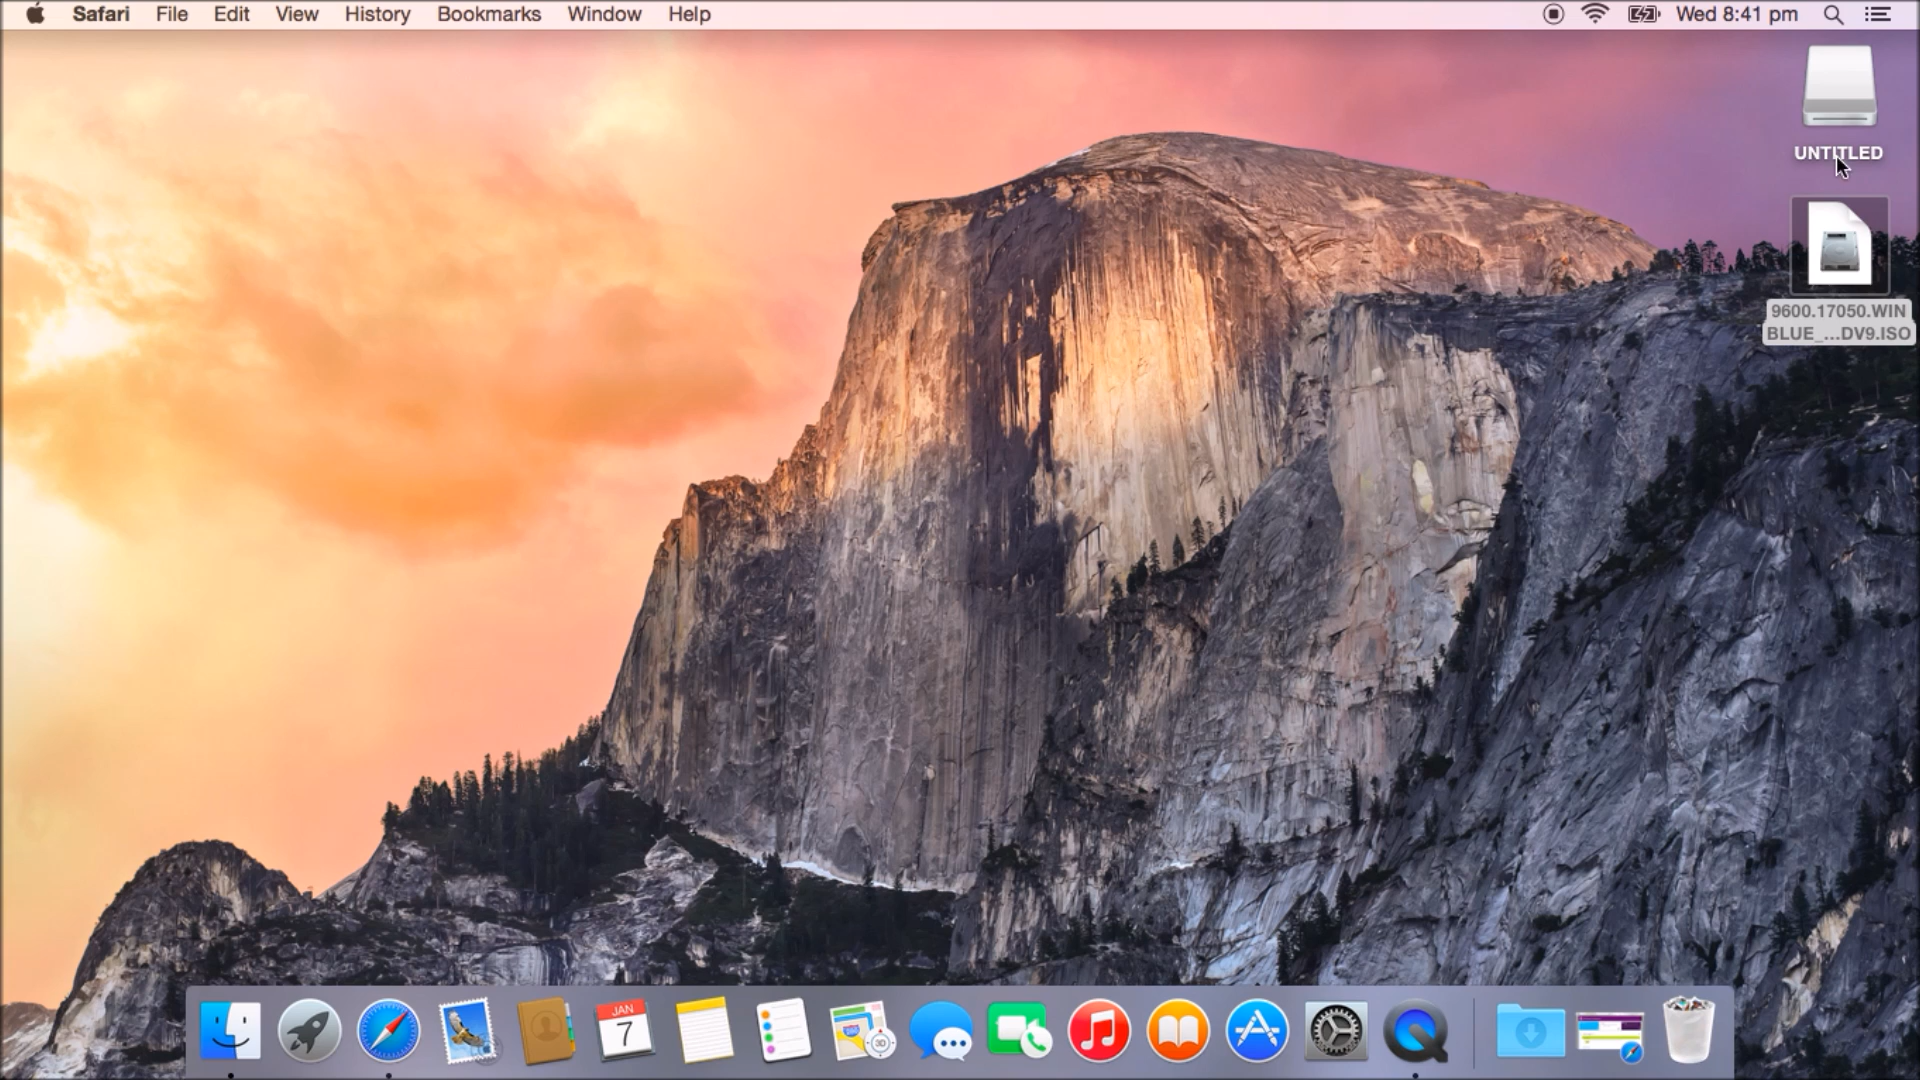 Safari File Edit View History Bookmarks Window Help Wed 8:41 pm
UNTITLED
9600.17050.WIN
BLUE_...DV9.ISO
JAN
7
30